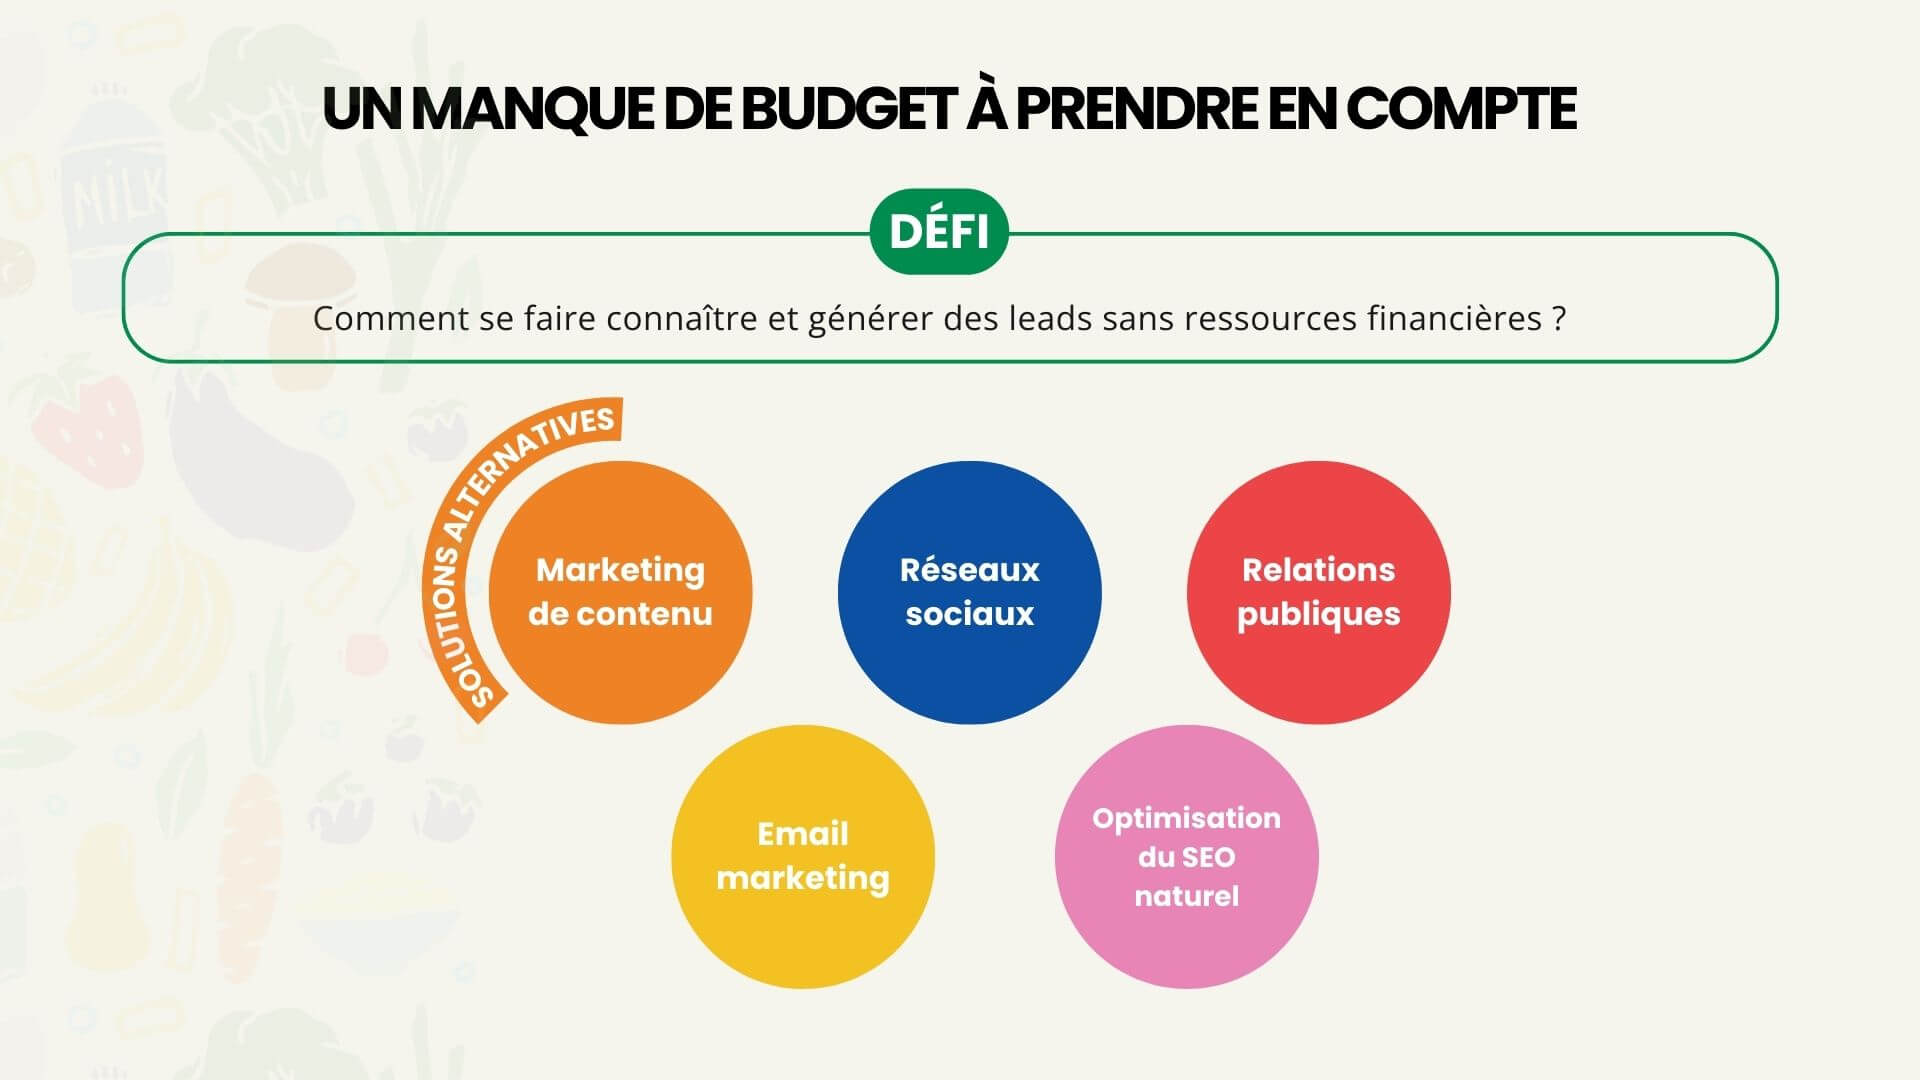 UN MANQUE DE BUDGET À PRENDRE EN COMPTE
DÉFI
Comment se faire connaître et générer des leads sans ressources financières ?
SOLUTIONS ALTERNATIVES
Marketing
de contenu
Réseaux
sociaux
Relations
publiques
Email
marketing
Optimisation
du SEO
naturel
MILK